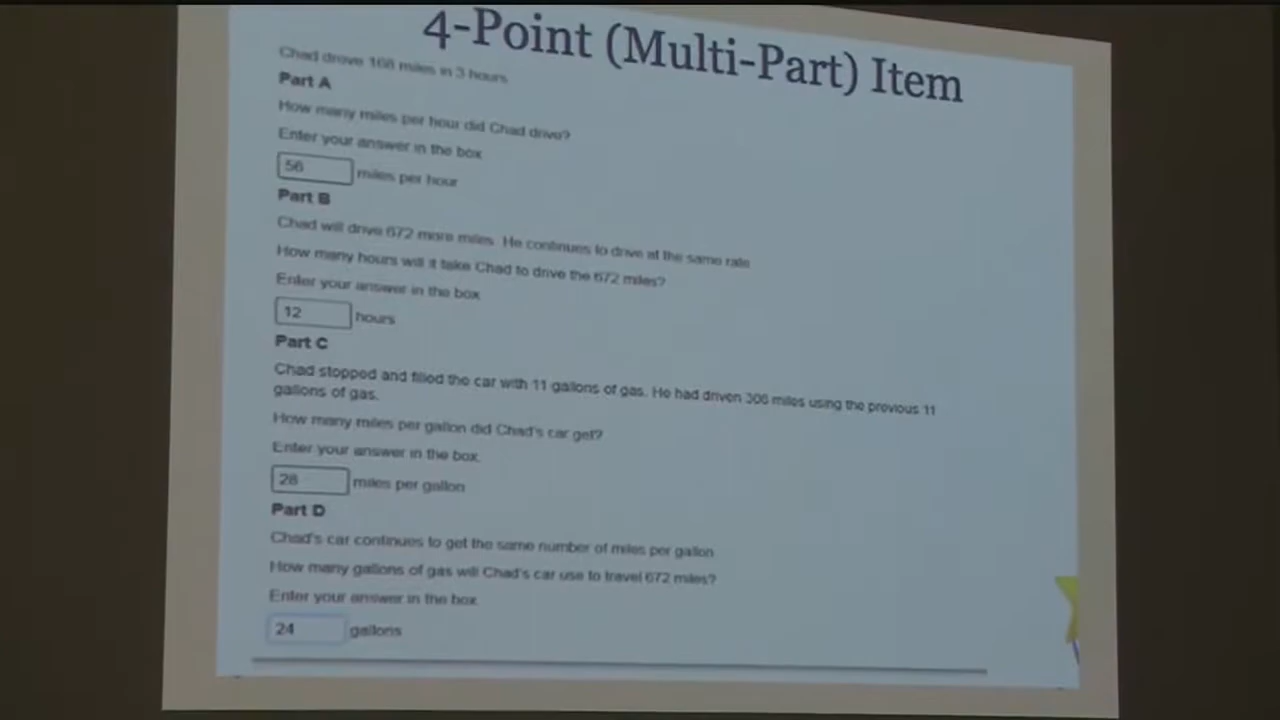 4-Point (Multi-Part) Item
Chad drove 168 miles in 3 hours
Part A
How many miles per hour did Chad drive?
Enter your answer in the box
56 miles per hour
Part B
Chad will drive 672 more miles. He continues to drive at the same rate
How many hours will it take Chad to drive the 672 miles?
Enter your answer in the box
12 hours
Part C
Chad stopped and filled the car with 11 gallons of gas. He had driven 308 miles using the previous 11
gallons of gas.
How many miles per gallon did Chad's car get?
Enter your answer in the box.
28 miles per gallon
Part D
Chad's car continues to get the same number of miles per gallon
How many gallons of gas will Chad's car use to travel 672 miles?
Enter your answer in the box
24 gallons